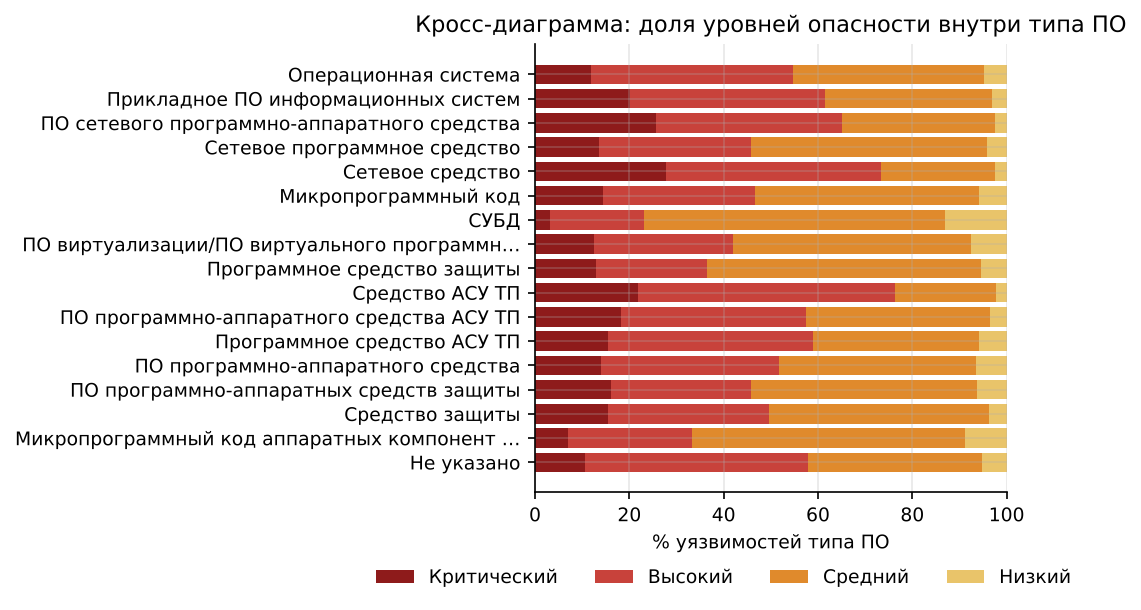 Кросс-диаграмма: доля уровней опасности внутри типа ПО
Операционная система
Прикладное ПО информационных систем
ПО сетевого программно-аппаратного средства
Сетевое программное средство
Сетевое средство
Микропрограммный код
СУБД
ПО виртуализации/ПО виртуального программн…
Программное средство защиты
Средство АСУ ТП
ПО программно-аппаратного средства АСУ ТП
Программное средство АСУ ТП
ПО программно-аппаратного средства
ПО программно-аппаратных средств защиты
Средство защиты
Микропрограммный код аппаратных компонент …
Не указано
0 20 40 60 80 100
% уязвимостей типа ПО
Критический Высокий Средний Низкий